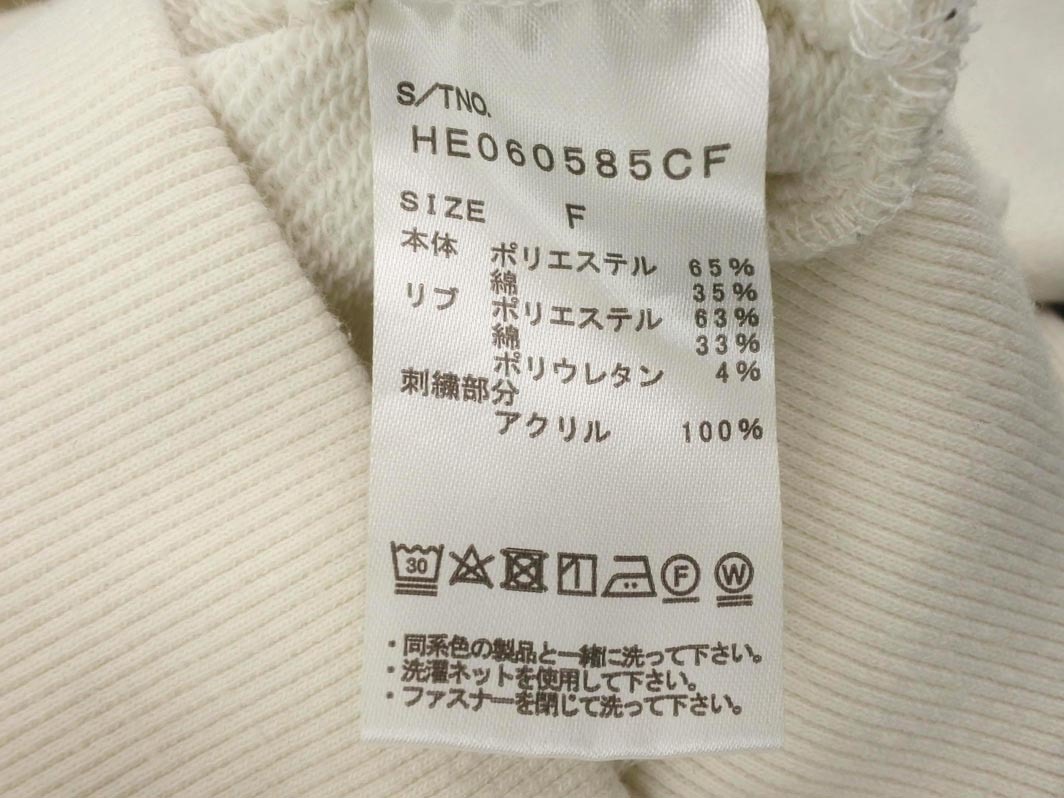 S/TNO.
HE060585CF
SIZE F
本体 ポリエステル 65%
綿 35%
リブ ポリエステル 63%
綿 33%
ポリウレタン 4%
刺繍部分
アクリル 100%
30 F W
・同系色の製品と一緒に洗って下さい。
・洗濯ネットを使用して下さい。
・ファスナーを閉じて洗って下さい。